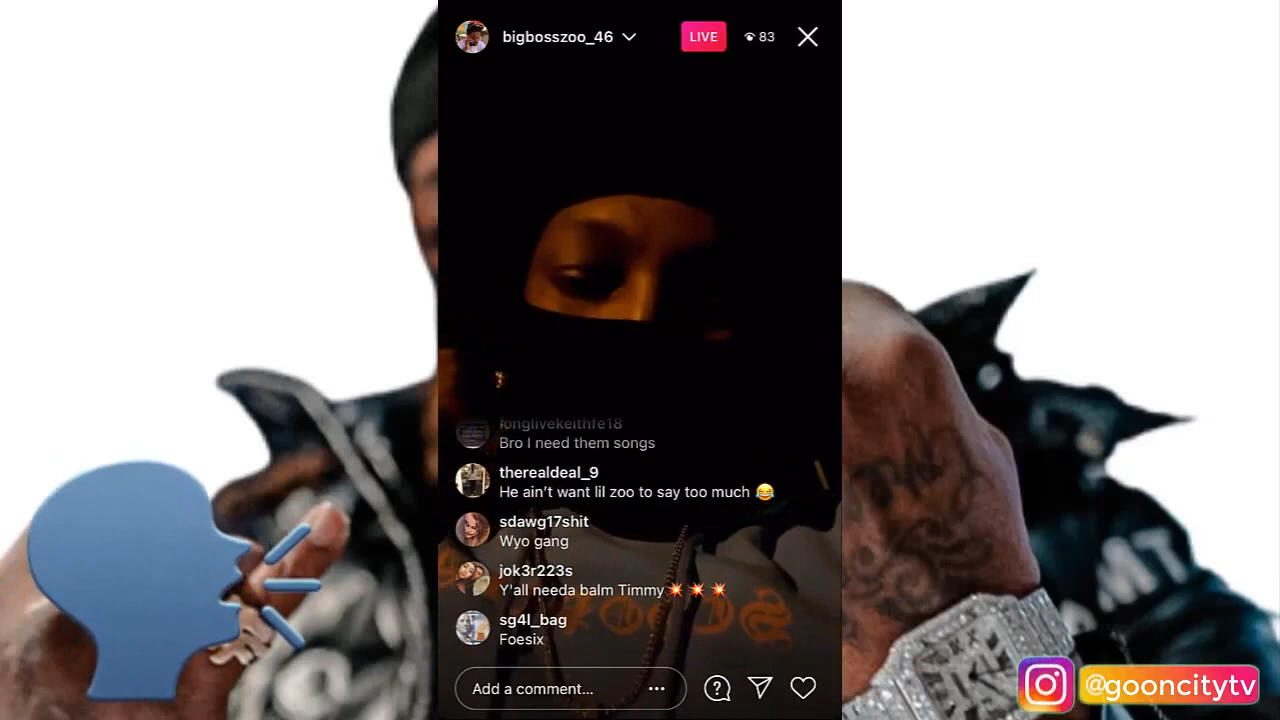 bigbosszoo_46
LIVE
83
longlivekeithfe18
Bro I need them songs
therealdeal_9
He ain’t want lil zoo to say too much 😂
sdawg17shit
Wyo gang
jok3r223s
Y'all needa balm Timmy💥💥💥
sg4l_bag
Foesix
Add a comment...
@gooncitytv